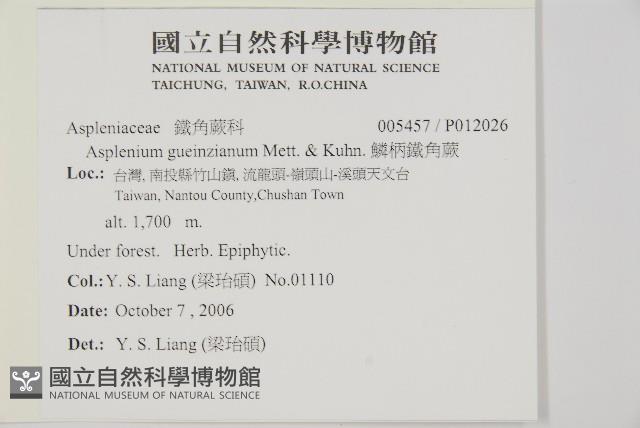 國立自然科學博物館
NATIONAL MUSEUM OF NATURAL SCIENCE
TAICHUNG, TAIWAN, R.O.CHINA
Aspleniaceae 鐵角蕨科 005457 / P012026
Asplenium gueinzianum Mett. & Kuhn. 鱗柄鐵角蕨
Loc.: 台灣, 南投縣竹山鎮, 流龍頭-嶺頭山-溪頭天文台
Taiwan, Nantou County,Chushan Town
alt. 1,700 m.
Under forest. Herb. Epiphytic.
Col.: Y. S. Liang (梁珆碩) No.01110
Date: October 7 , 2006
Det.: Y. S. Liang (梁珆碩)
國立自然科學博物館
NATIONAL MUSEUM OF NATURAL SCIENCE